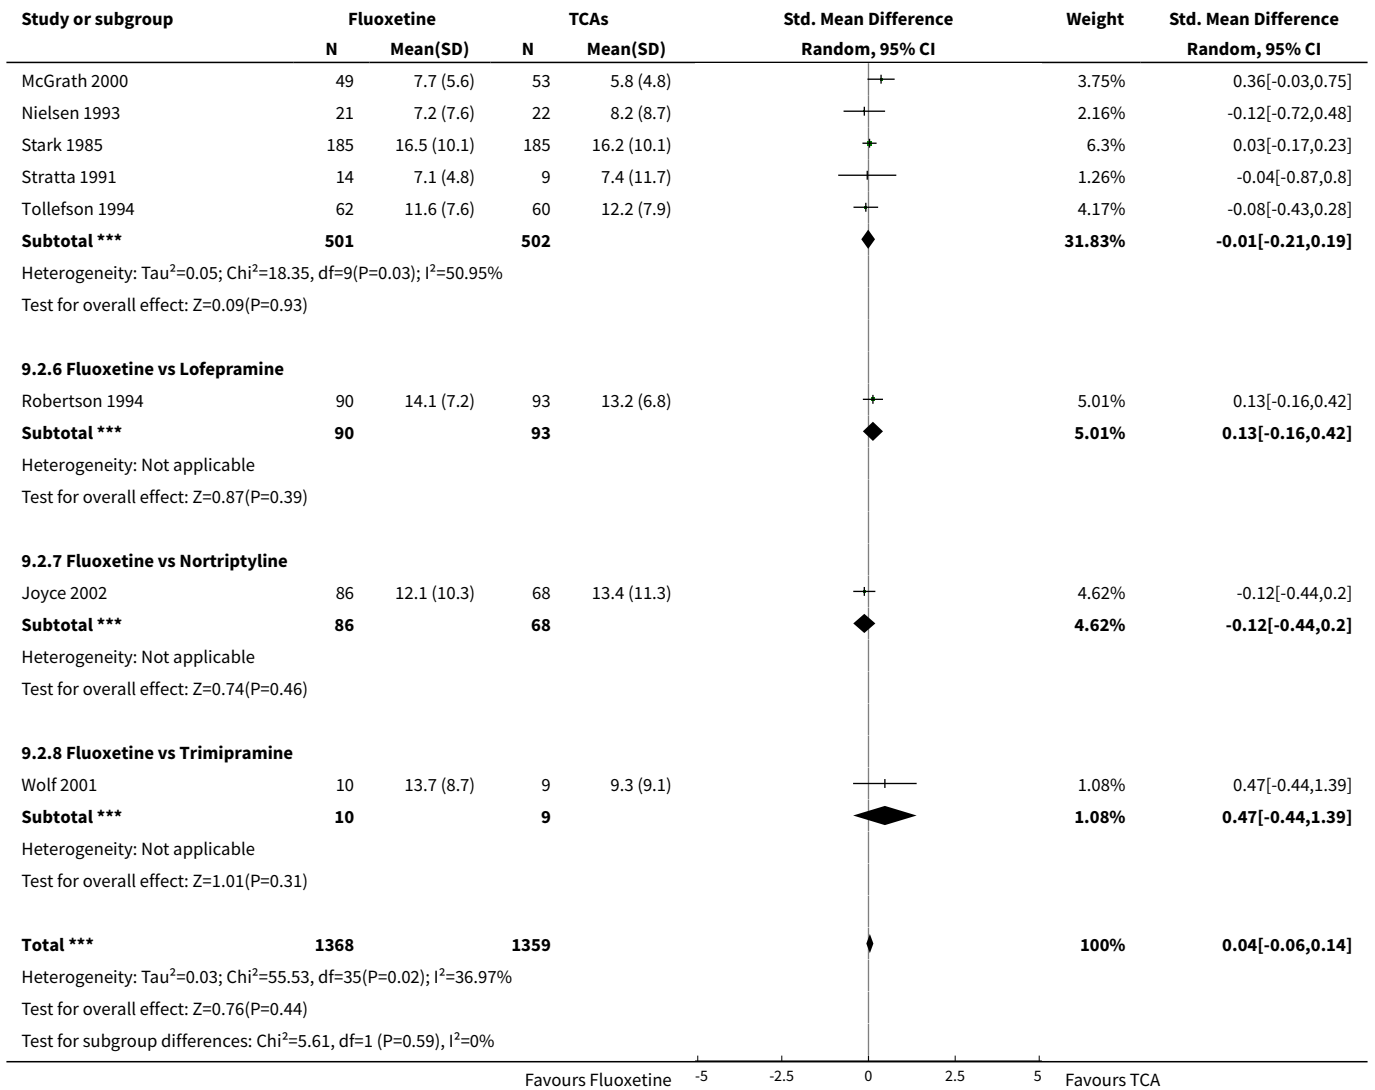 Study or subgroup Fluoxetine TCAs Std. Mean Difference Weight Std. Mean Difference
N Mean(SD) N Mean(SD) Random, 95% CI Random, 95% CI
McGrath 2000 49 7.7 (5.6) 53 5.8 (4.8) 3.75% 0.36[-0.03,0.75]
Nielsen 1993 21 7.2 (7.6) 22 8.2 (8.7) 2.16% -0.12[-0.72,0.48]
Stark 1985 185 16.5 (10.1) 185 16.2 (10.1) 6.3% 0.03[-0.17,0.23]
Stratta 1991 14 7.1 (4.8) 9 7.4 (11.7) 1.26% -0.04[-0.87,0.8]
Tollefson 1994 62 11.6 (7.6) 60 12.2 (7.9) 4.17% -0.08[-0.43,0.28]
Subtotal *** 501 502 31.83% -0.01[-0.21,0.19]
Heterogeneity: Tau²=0.05; Chi²=18.35, df=9(P=0.03); I²=50.95%
Test for overall effect: Z=0.09(P=0.93)
9.2.6 Fluoxetine vs Lofepramine
Robertson 1994 90 14.1 (7.2) 93 13.2 (6.8) 5.01% 0.13[-0.16,0.42]
Subtotal *** 90 93 5.01% 0.13[-0.16,0.42]
Heterogeneity: Not applicable
Test for overall effect: Z=0.87(P=0.39)
9.2.7 Fluoxetine vs Nortriptyline
Joyce 2002 86 12.1 (10.3) 68 13.4 (11.3) 4.62% -0.12[-0.44,0.2]
Subtotal *** 86 68 4.62% -0.12[-0.44,0.2]
Heterogeneity: Not applicable
Test for overall effect: Z=0.74(P=0.46)
9.2.8 Fluoxetine vs Trimipramine
Wolf 2001 10 13.7 (8.7) 9 9.3 (9.1) 1.08% 0.47[-0.44,1.39]
Subtotal *** 10 9 1.08% 0.47[-0.44,1.39]
Heterogeneity: Not applicable
Test for overall effect: Z=1.01(P=0.31)
Total *** 1368 1359 100% 0.04[-0.06,0.14]
Heterogeneity: Tau²=0.03; Chi²=55.53, df=35(P=0.02); I²=36.97%
Test for overall effect: Z=0.76(P=0.44)
Test for subgroup differences: Chi²=5.61, df=1 (P=0.59), I²=0%
Favours Fluoxetine -5 -2.5 0 2.5 5 Favours TCA